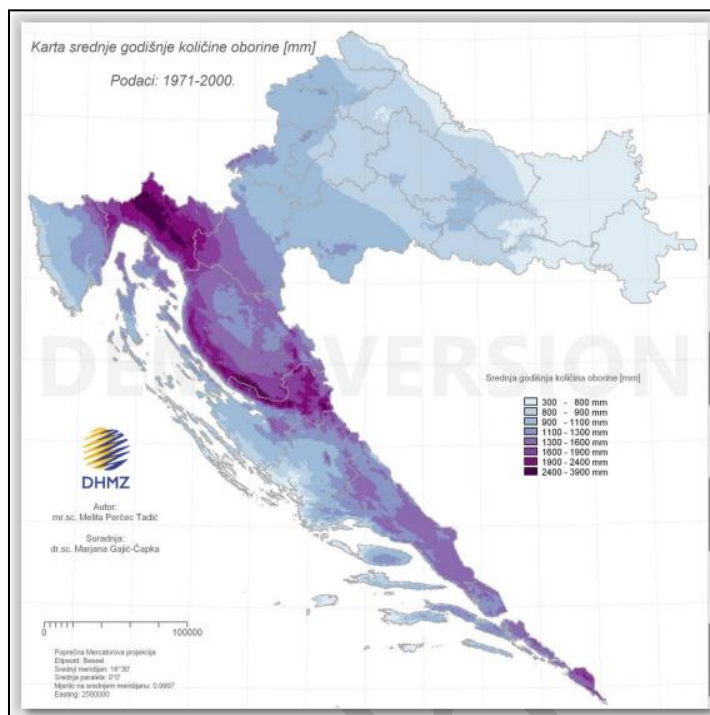 Karta srednje godišnje količine oborine [mm]
Podaci: 1971-2000.
DEMO VERSION
Srednja godišnja količina oborine [mm]
300 - 800 mm
800 - 900 mm
900 - 1100 mm
1100 - 1300 mm
1300 - 1600 mm
1600 - 1900 mm
1900 - 2400 mm
2400 - 3900 mm
DHMZ
Autor:
mr.sc. Melita Perčec Tadić
Suradnja:
dr.sc. Marjana Gajić-Čapka
0 100000
Poprečna Mercatorova projekcija
Elipsoid: Bessel
Srednji meridijan: 16°30'
Srednja paralela: 0°0'
Mjerilo na srednjem meridijanu: 0.9997
Easting: 2500000